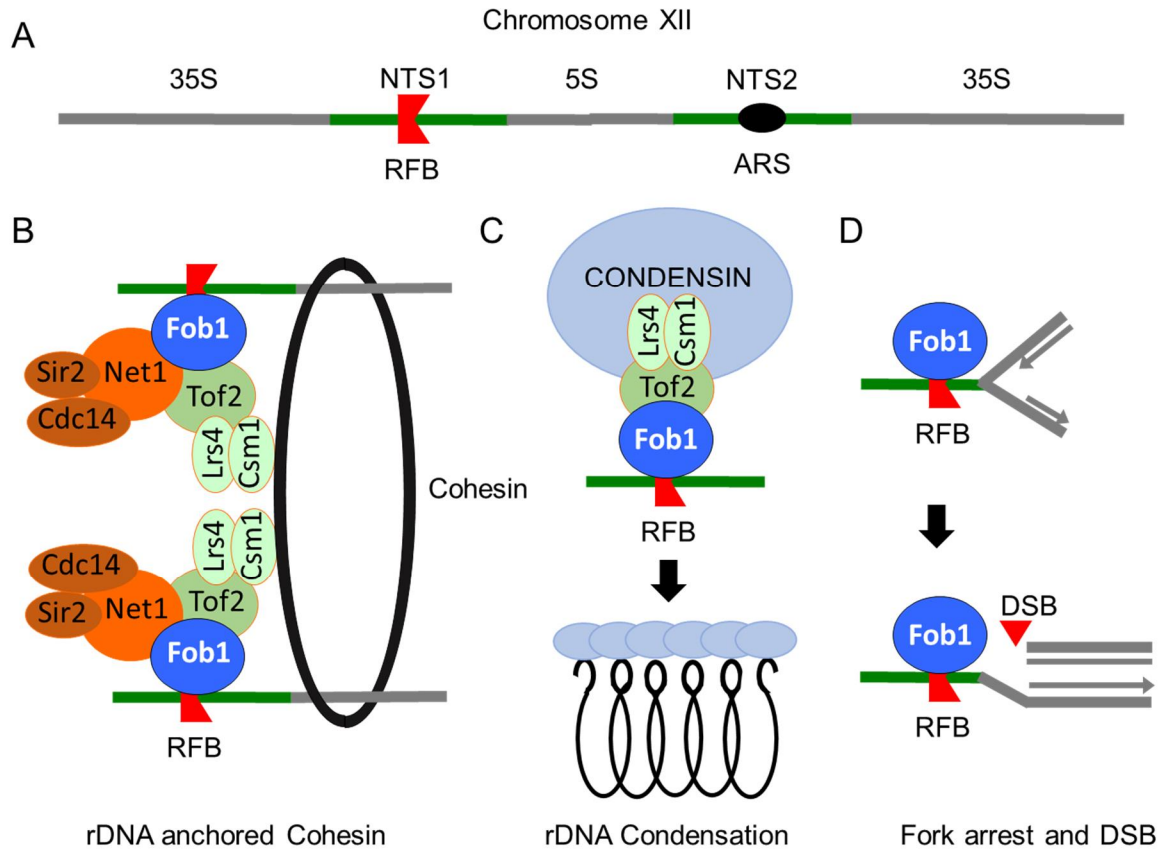 Chromosome XII
A
35S NTS1 5S NTS2 35S
RFB ARS
B
Fob1
Sir2 Net1
Tof2
Cdc14
Lrs4 Csm1
Cohesin
Lrs4 Csm1
Cdc14
Tof2
Sir2 Net1
Fob1
RFB
rDNA anchored Cohesin
C
CONDENSIN
Lrs4 Csm1
Tof2
Fob1
RFB
rDNA Condensation
D
Fob1
RFB
DSB
Fob1
RFB
Fork arrest and DSB